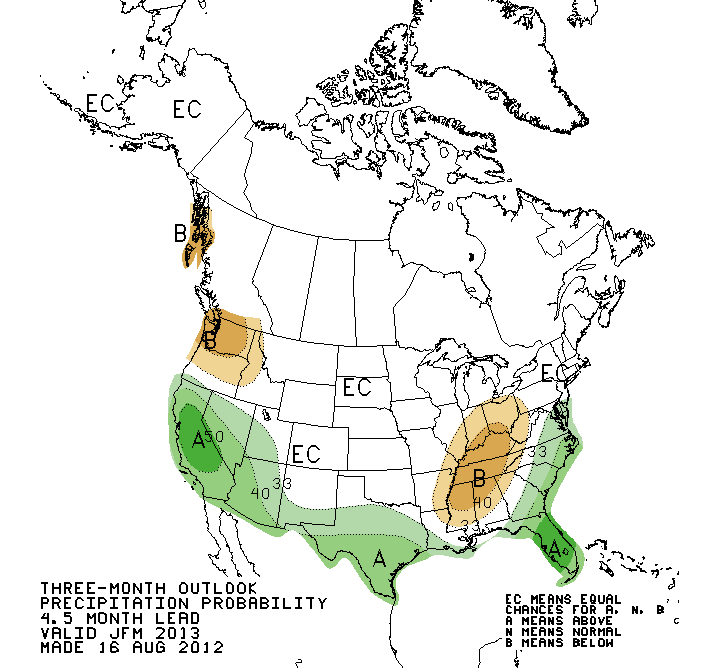 EC
EC
B
B
EC
EC
A50
EC
33
40
33
B
40
33
A
A
THREE-MONTH OUTLOOK
PRECIPITATION PROBABILITY
4.5 MONTH LEAD
VALID JFM 2013
MADE 16 AUG 2012
EC MEANS EQUAL
CHANCES FOR A, N, B
A MEANS ABOVE
N MEANS NORMAL
B MEANS BELOW